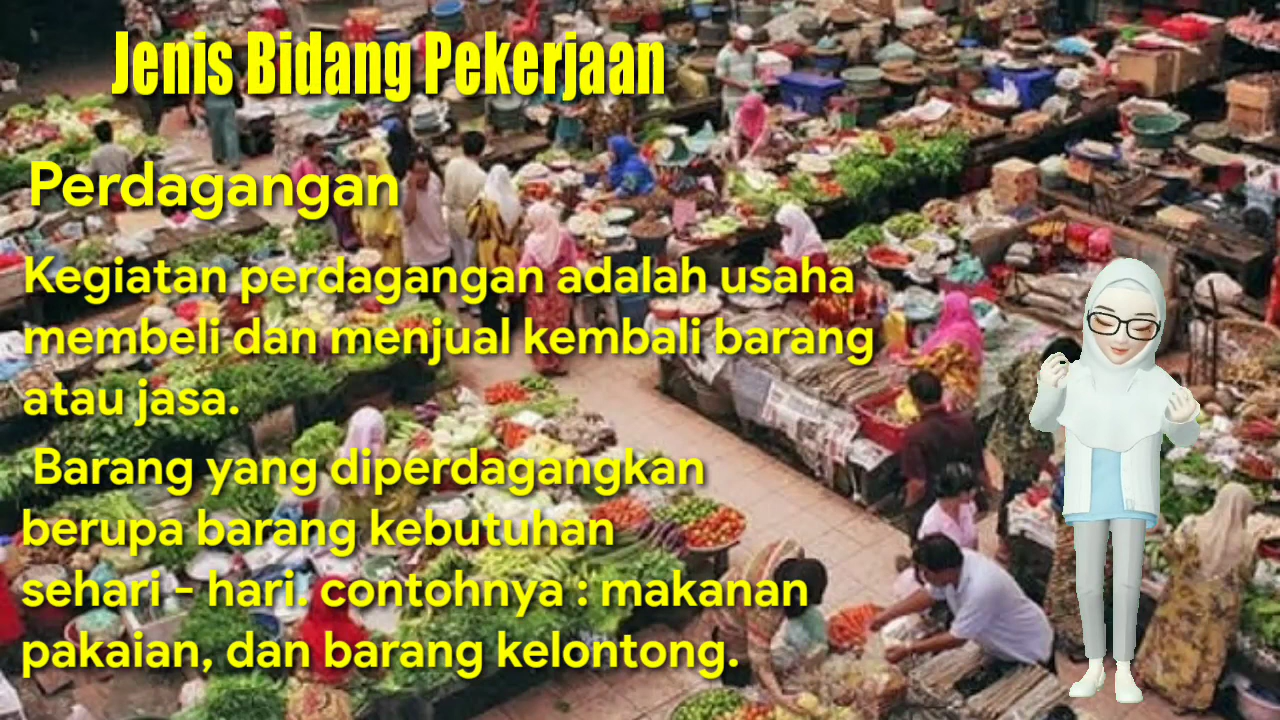 Jenis Bidang Pekerjaan
Perdagangan
Kegiatan perdagangan adalah usaha
membeli dan menjual kembali barang
atau jasa.
Barang yang diperdagangkan
berupa barang kebutuhan
sehari - hari. contohnya : makanan
pakaian, dan barang kelontong.